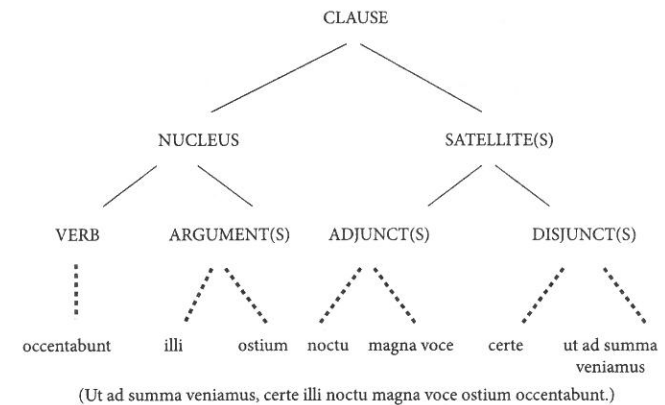 CLAUSE
NUCLEUS SATELLITE(S)
VERB ARGUMENT(S) ADJUNCT(S) DISJUNCT(S)
occentabunt illi ostium noctu magna voce certe ut ad summa
veniamus
(Ut ad summa veniamus, certe illi noctu magna voce ostium occentabunt.)